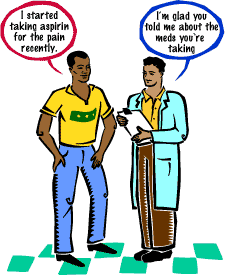 I started
taking aspirin
for the pain
recently.
I'm glad you
told me about the
meds you're
taking